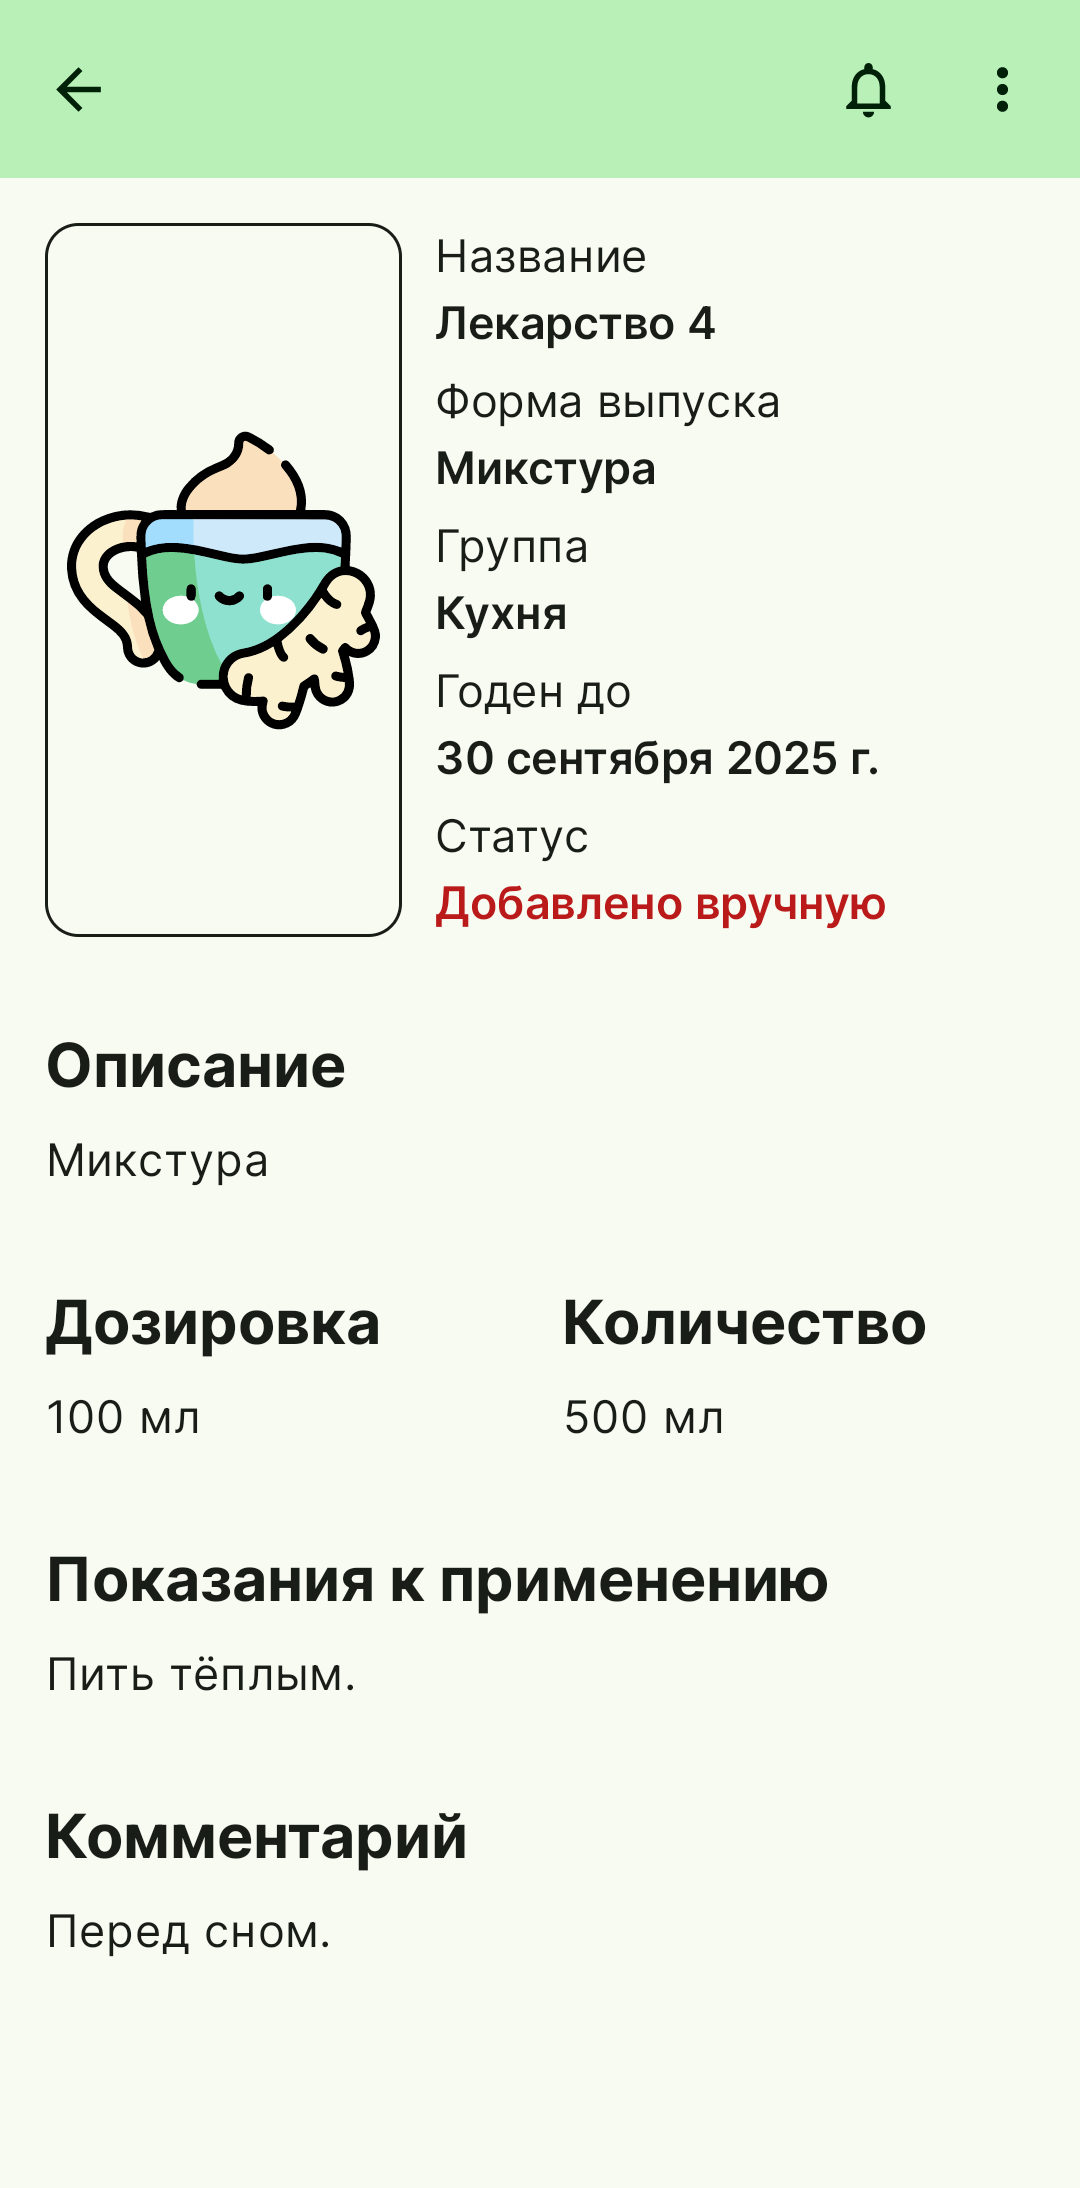 Название
Лекарство 4
Форма выпуска
Микстура
Группа
Кухня
Годен до
30 сентября 2025 г.
Статус
Добавлено вручную
Описание
Микстура
Дозировка
Количество
100 мл
500 мл
Показания к применению
Пить тёплым.
Комментарий
Перед сном.